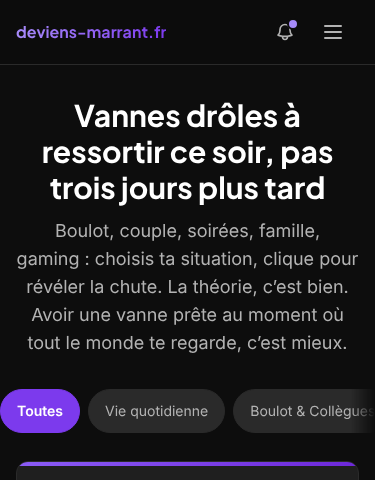 deviens-marrant.fr
Vannes drôles à
ressortir ce soir, pas
trois jours plus tard
Boulot, couple, soirées, famille,
gaming : choisis ta situation, clique pour
révéler la chute. La théorie, c'est bien.
Avoir une vanne prête au moment où
tout le monde te regarde, c'est mieux.
Toutes
Vie quotidienne
Boulot & Collègues